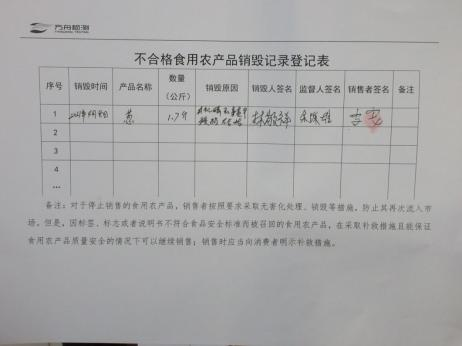 方舟检测
FANGZHOU TESTING
不合格食用农产品销毁记录登记表
序号 销毁时间 产品名称 数量（公斤） 销毁原因 销毁人签名 监督人签名 销售者签名 备注
1 葱 1.7斤
2
3
4
...
备注：对于停止销售的食用农产品，销售者按照要求采取无害化处理、销毁等措施，防止其再次流入市
场。但是，因标签、标志或者说明书不符合食品安全标准而被召回的食用农产品，在采取补救措施且能保证
食用农产品质量安全的情况下可以继续销售；销售时应当向消费者明示补救措施。